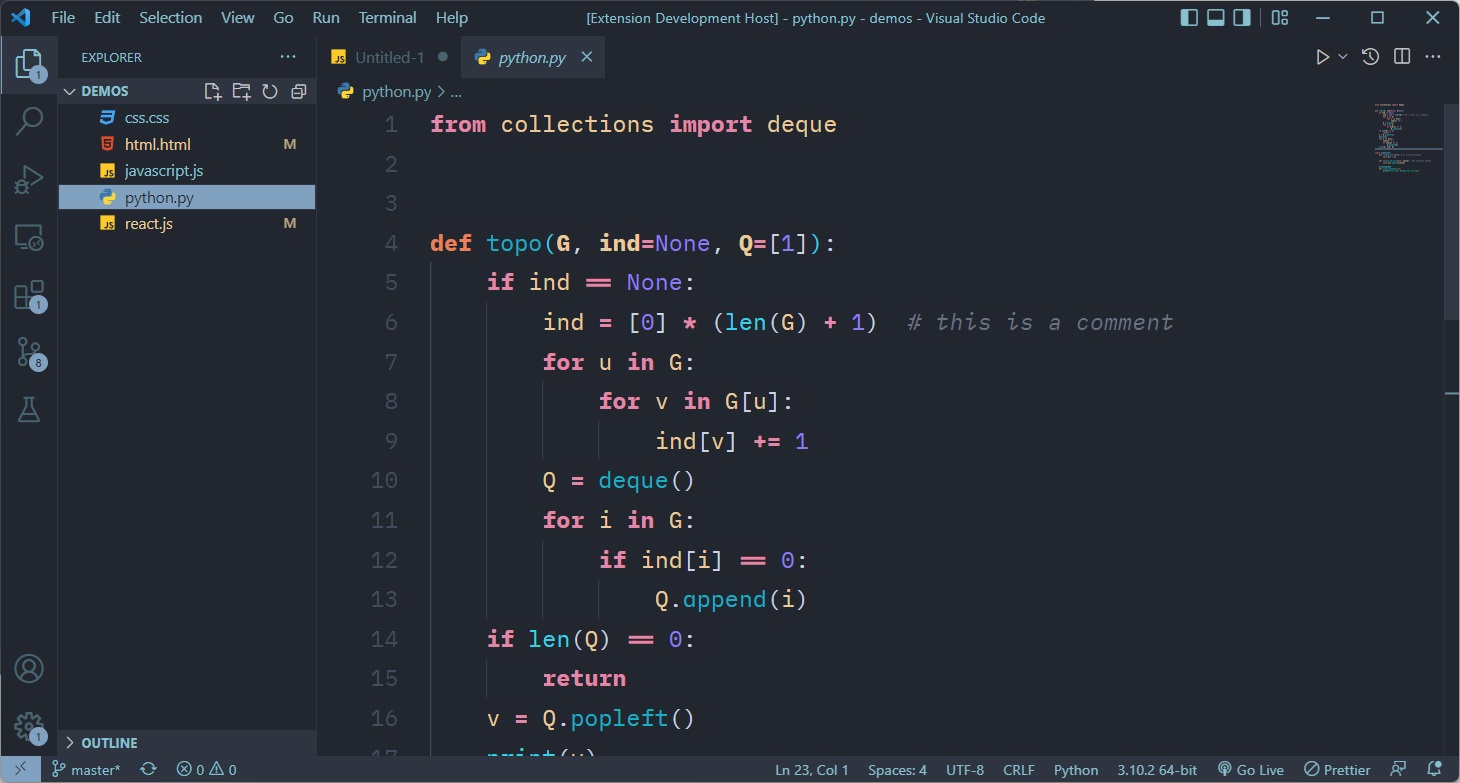 File Edit Selection View Go Run Terminal Help [Extension Development Host] - python.py - demos - Visual Studio Code
EXPLORER
Untitled-1 python.py
DEMOS
python.py > ...
css.css
html.html M
javascript.js
python.py
react.js M
1 from collections import deque
2
3
4 def topo(G, ind=None, Q=[1]):
5 if ind == None:
6 ind = [0] * (len(G) + 1) # this is a comment
7 for u in G:
8 for v in G[u]:
9 ind[v] += 1
10 Q = deque()
11 for i in G:
12 if ind[i] == 0:
13 Q.append(i)
14 if len(Q) == 0:
15 return
16 v = Q.popleft()
17 print(v)
1
1
8
1
OUTLINE
master* 0 0 Ln 23, Col 1 Spaces: 4 UTF-8 CRLF Python 3.10.2 64-bit Go Live Prettier